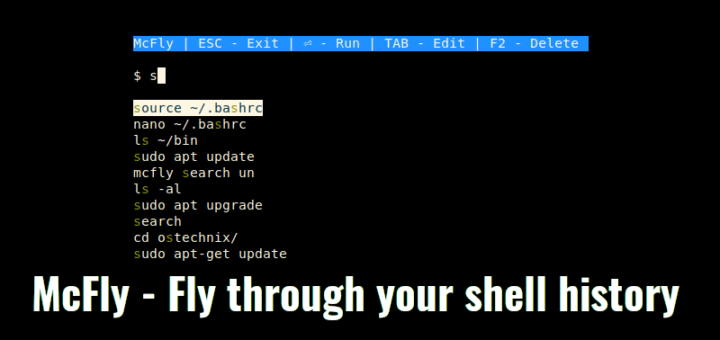 McFly | ESC - Exit | ⏎ - Run | TAB - Edit | F2 - Delete
$ s
source ~/.bashrc
nano ~/.bashrc
ls ~/bin
sudo apt update
mcfly search un
ls -al
sudo apt upgrade
search
cd ostechnix/
sudo apt-get update
McFly - Fly through your shell history